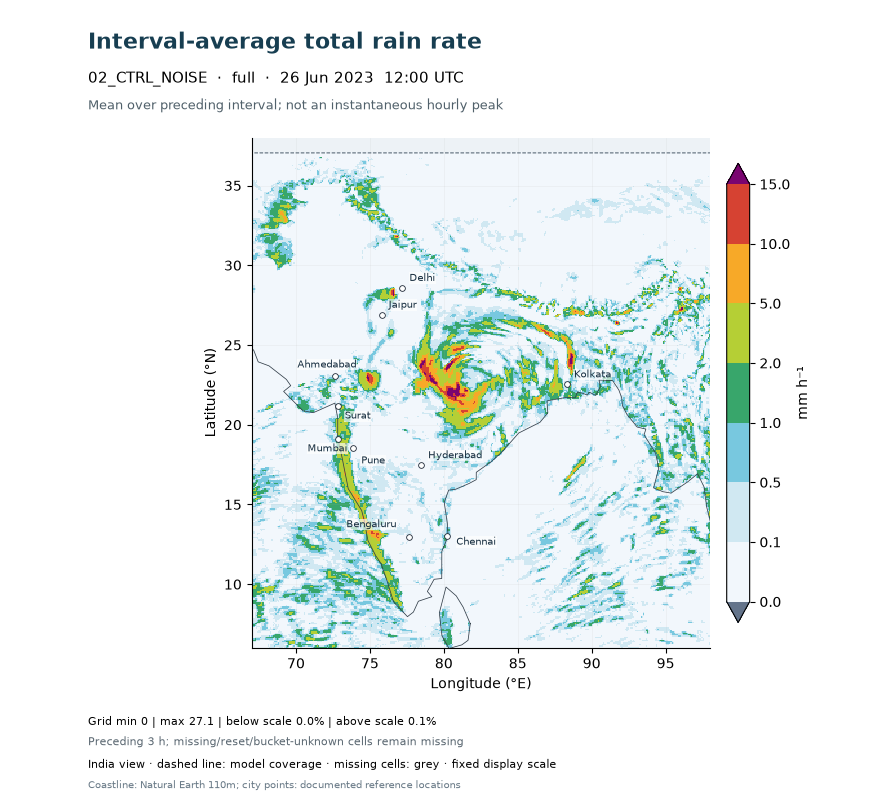 Interval-average total rain rate
02_CTRL_NOISE · full · 26 Jun 2023 12:00 UTC
Mean over preceding interval; not an instantaneous hourly peak
35
30
25
20
15
10
Latitude (°N)
Delhi
Jaipur
Ahmedabad
Kolkata
Surat
Mumbai
Pune
Hyderabad
Bengaluru
Chennai
70
75
80
85
90
95
Longitude (°E)
15.0
10.0
5.0
2.0
1.0
0.5
0.1
0.0
mm h⁻¹
Grid min 0 | max 27.1 | below scale 0.0% | above scale 0.1%
Preceding 3 h; missing/reset/bucket-unknown cells remain missing
India view · dashed line: model coverage · missing cells: grey · fixed display scale
Coastline: Natural Earth 110m; city points: documented reference locations